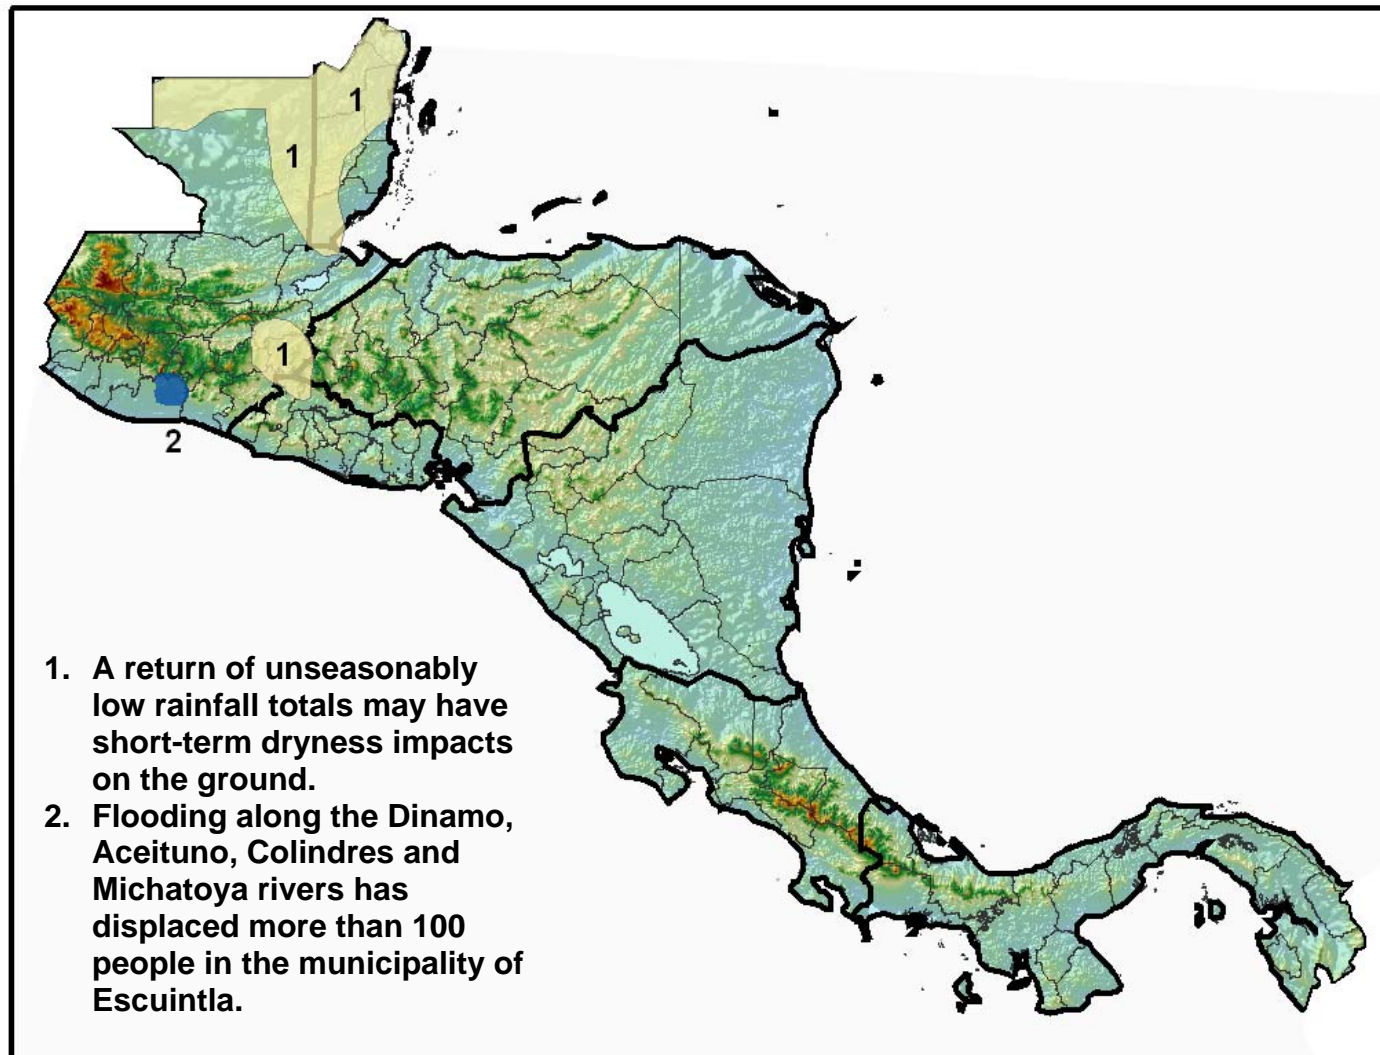 1
1
1
2
1. A return of unseasonably
low rainfall totals may have
short-term dryness impacts
on the ground.
2. Flooding along the Dinamo,
Aceituno, Colindres and
Michatoya rivers has
displaced more than 100
people in the municipality of
Escuintla.